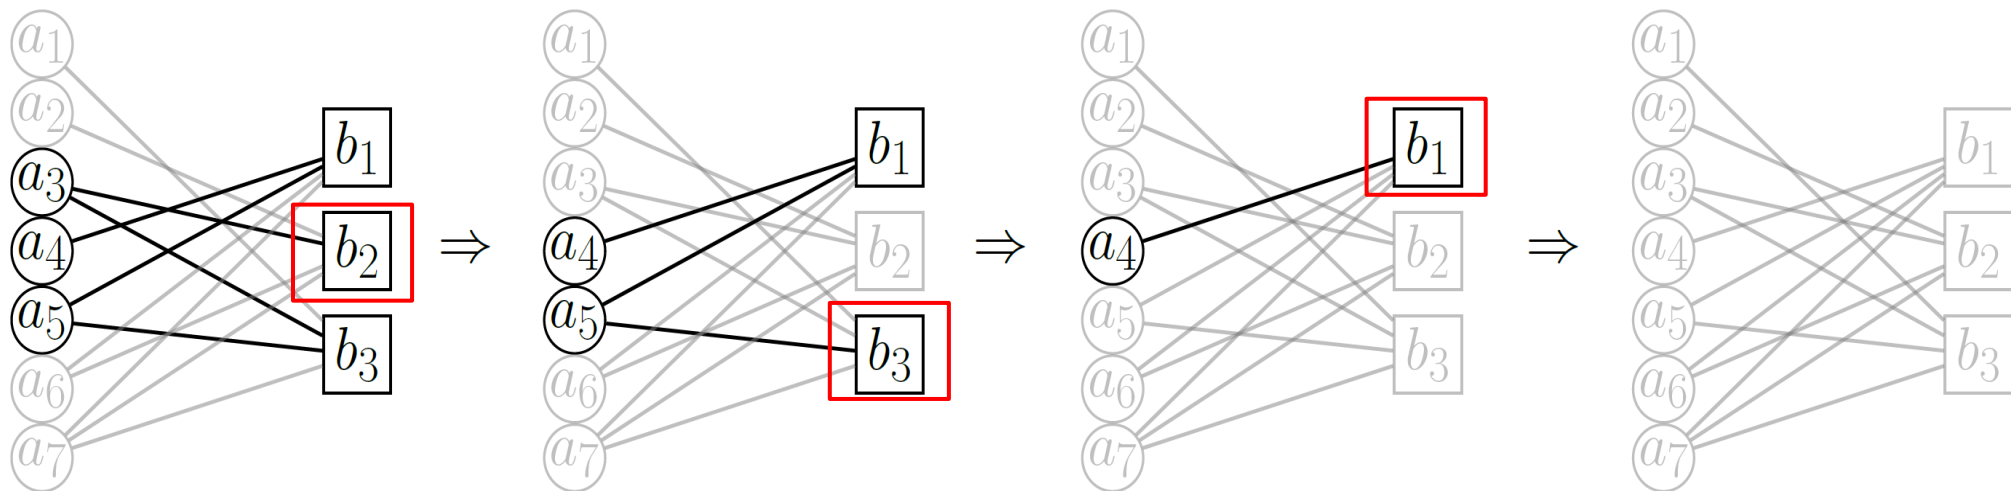 a₁ a₁ a₁ a₁
a₂ a₂ a₂ a₂
b₁ b₁ b₁ b₁
a₃ a₃ a₃ a₃
a₄ b₂ ⇒ a₄ b₂ ⇒ a₄ b₂ ⇒ a₄ b₂
a₅ a₅ a₅ a₅
b₃ b₃ b₃ b₃
a₆ a₆ a₆ a₆
a₇ a₇ a₇ a₇